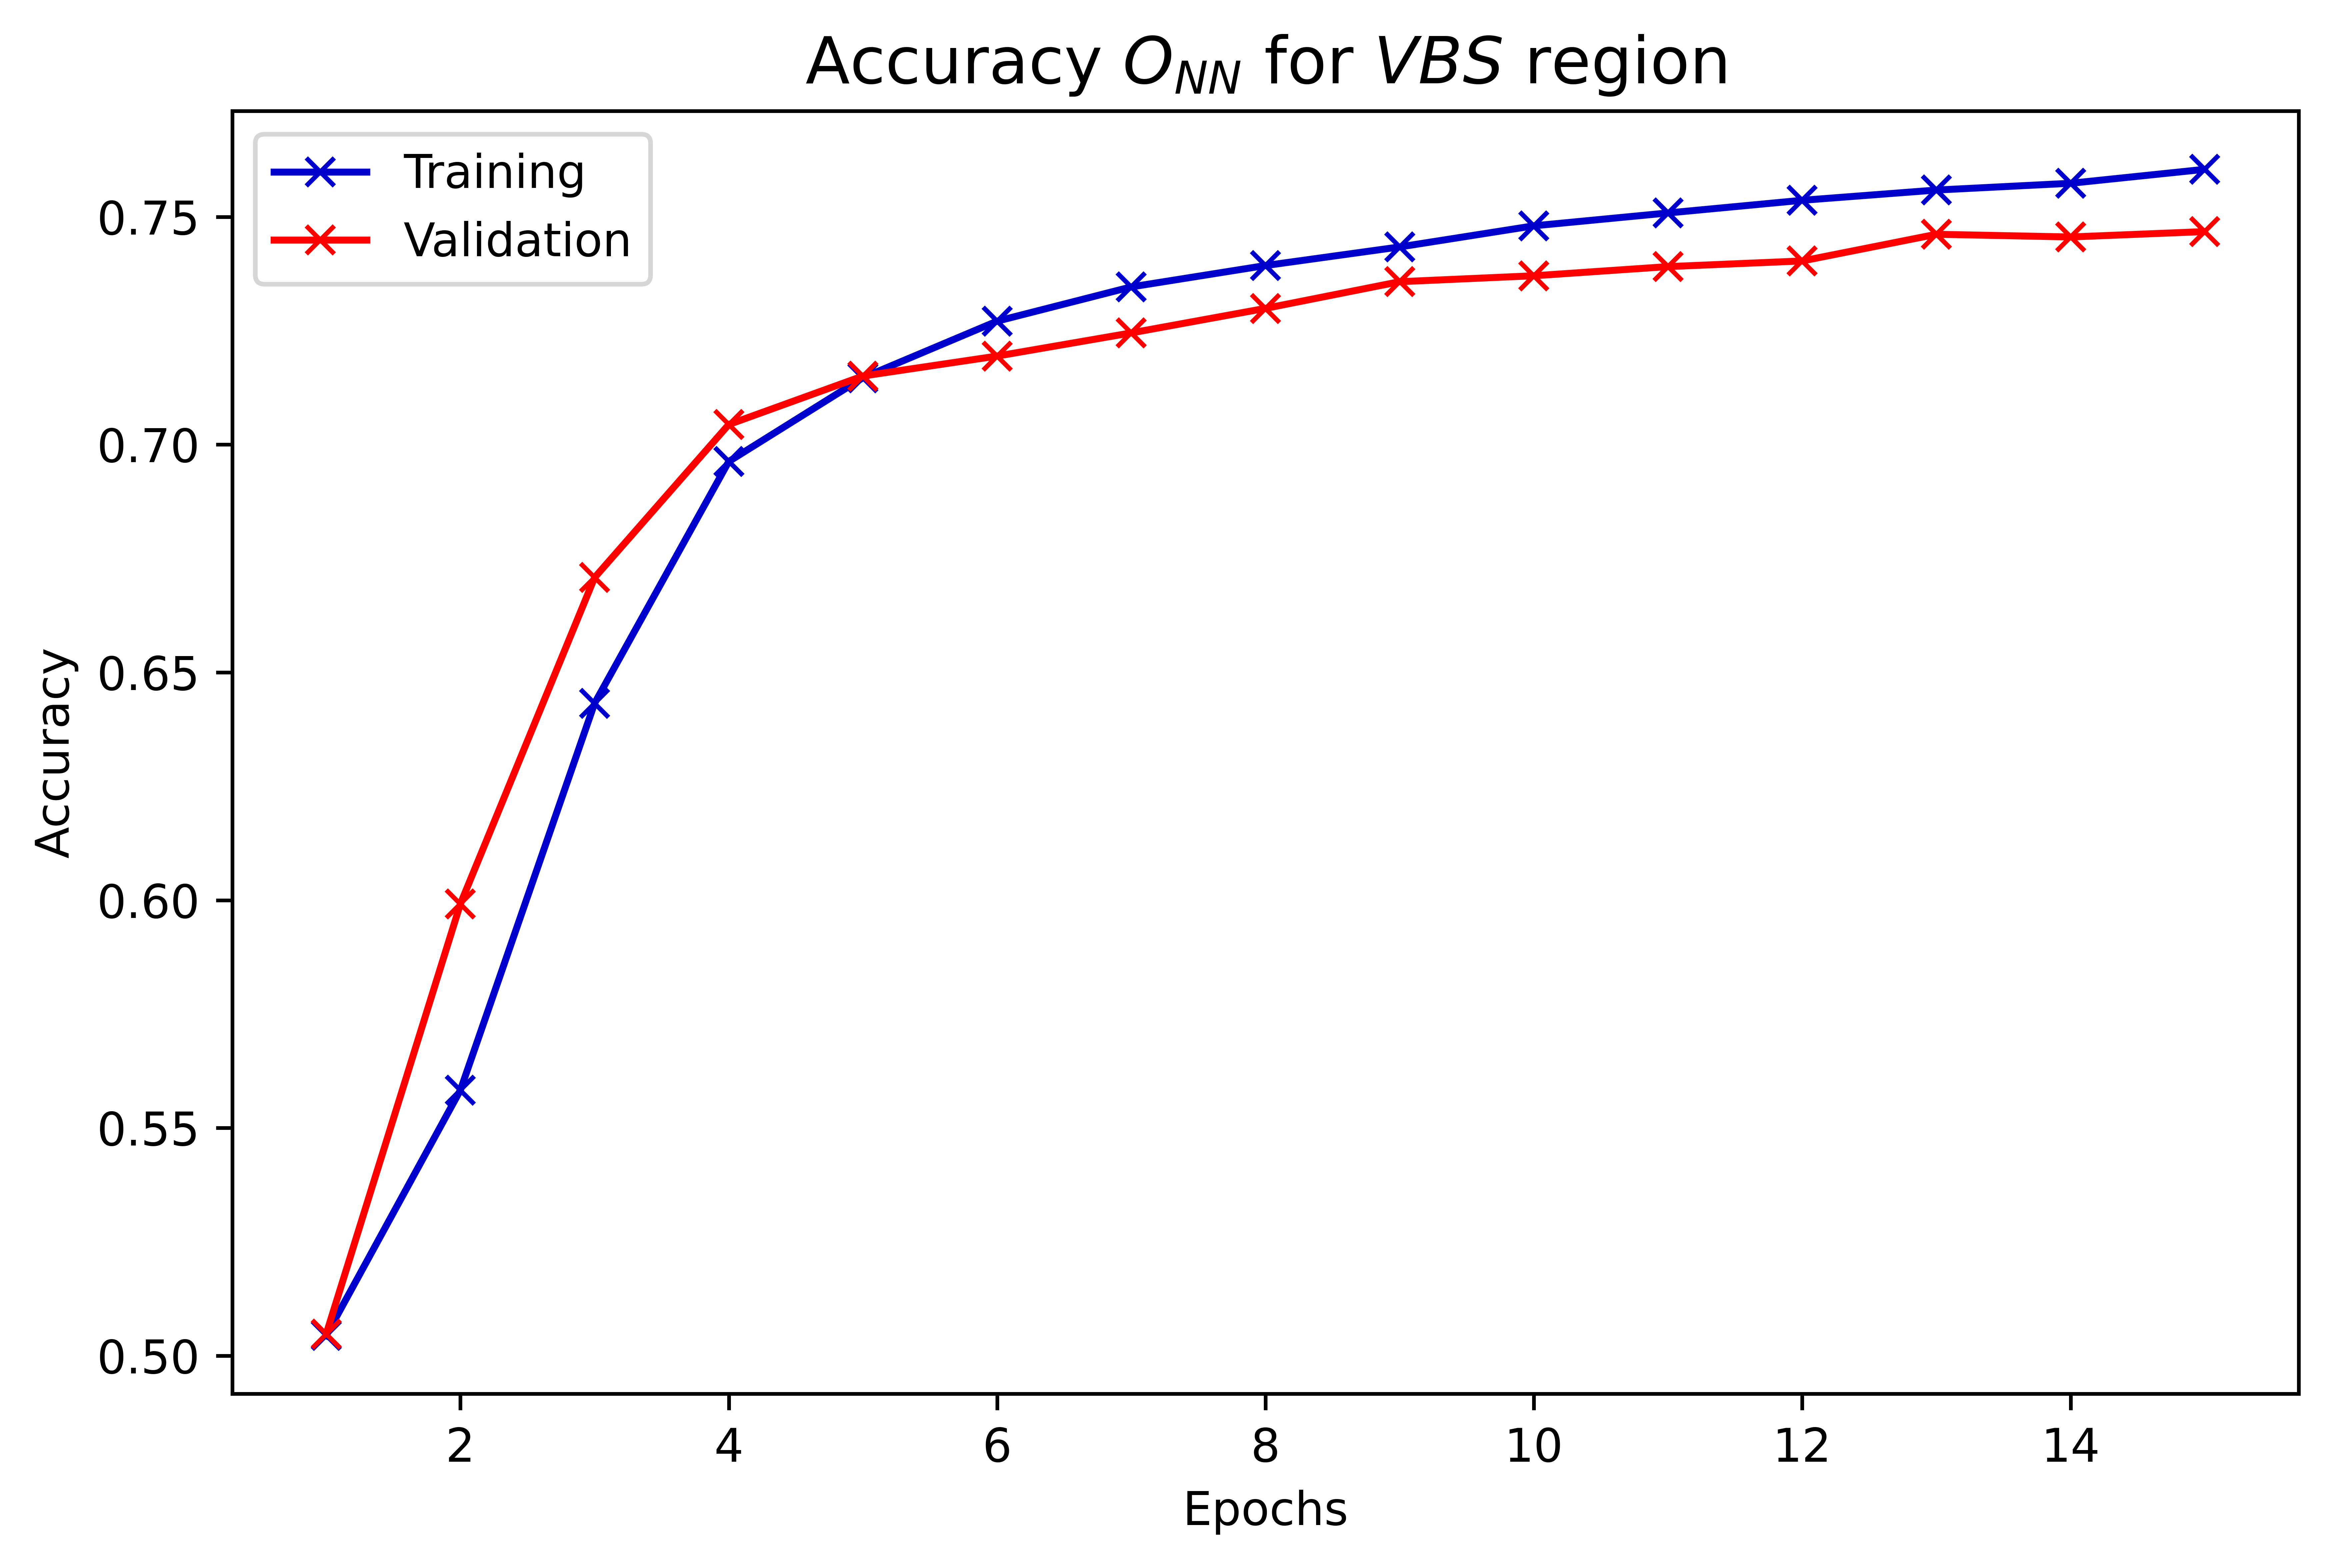 Accuracy O_NN for VBS region
Training
Validation
0.75
0.70
0.65
0.60
0.55
0.50
Accuracy
2 4 6 8 10 12 14
Epochs